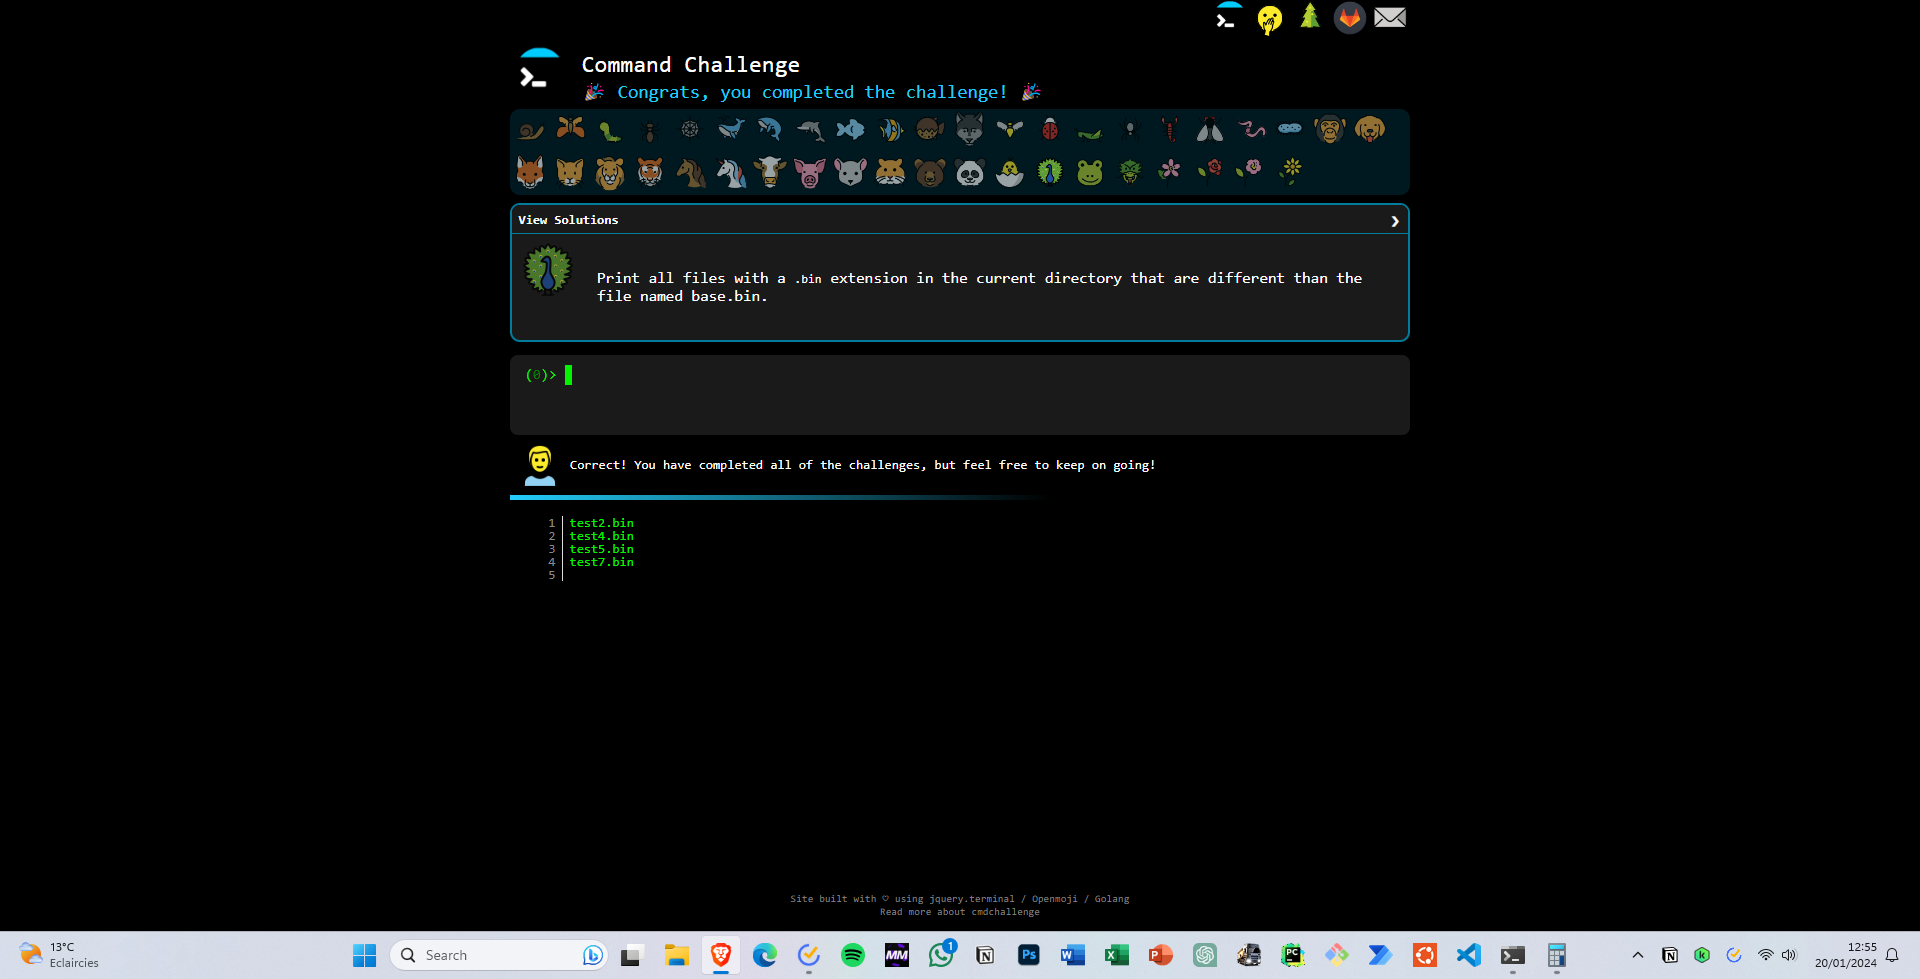 Command Challenge
🎉 Congrats, you completed the challenge! 🎉
View Solutions
Print all files with a .bin extension in the current directory that are different than the
file named base.bin.
(0)>
Correct! You have completed all of the challenges, but feel free to keep on going!
1 test2.bin
2 test4.bin
3 test5.bin
4 test7.bin
5
Site built with ♡ using jquery.terminal / Openmoji / Golang
Read more about cmdchallenge
13°C
Eclaircies
Search
MM
1
Ps
W
X
P
PC
12:55
20/01/2024